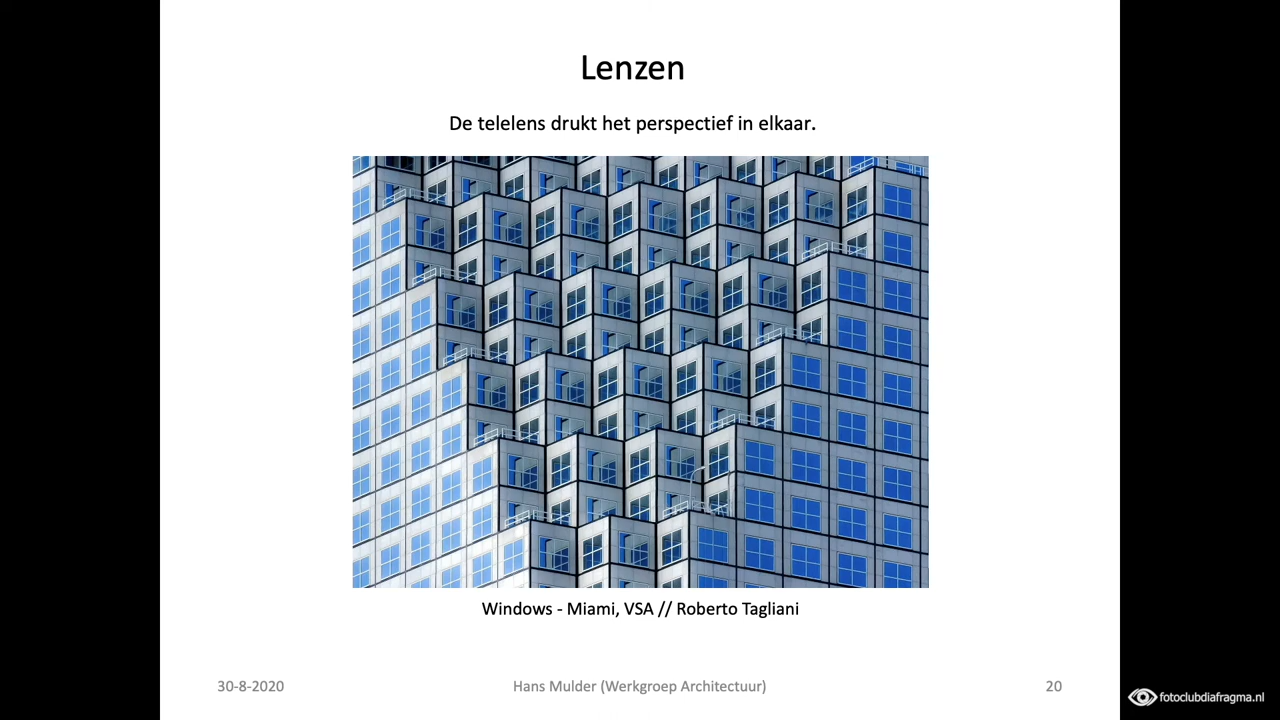 Lenzen
De telelens drukt het perspectief in elkaar.
Windows - Miami, VSA // Roberto Tagliani
30-8-2020
Hans Mulder (Werkgroep Architectuur)
20
fotoclubdiafragma.nl